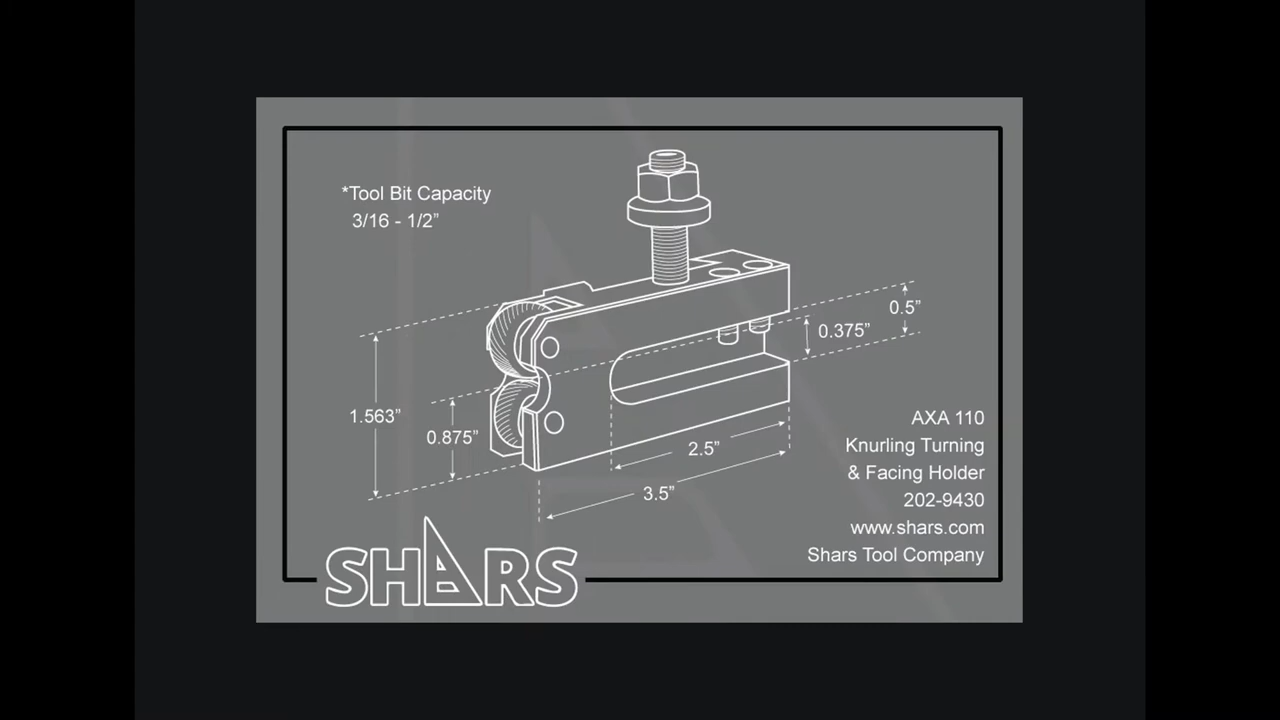 *Tool Bit Capacity
3/16 - 1/2”
0.5”
0.375”
1.563”
0.875”
2.5”
3.5”
AXA 110
Knurling Turning
& Facing Holder
202-9430
www.shars.com
Shars Tool Company
SHARS